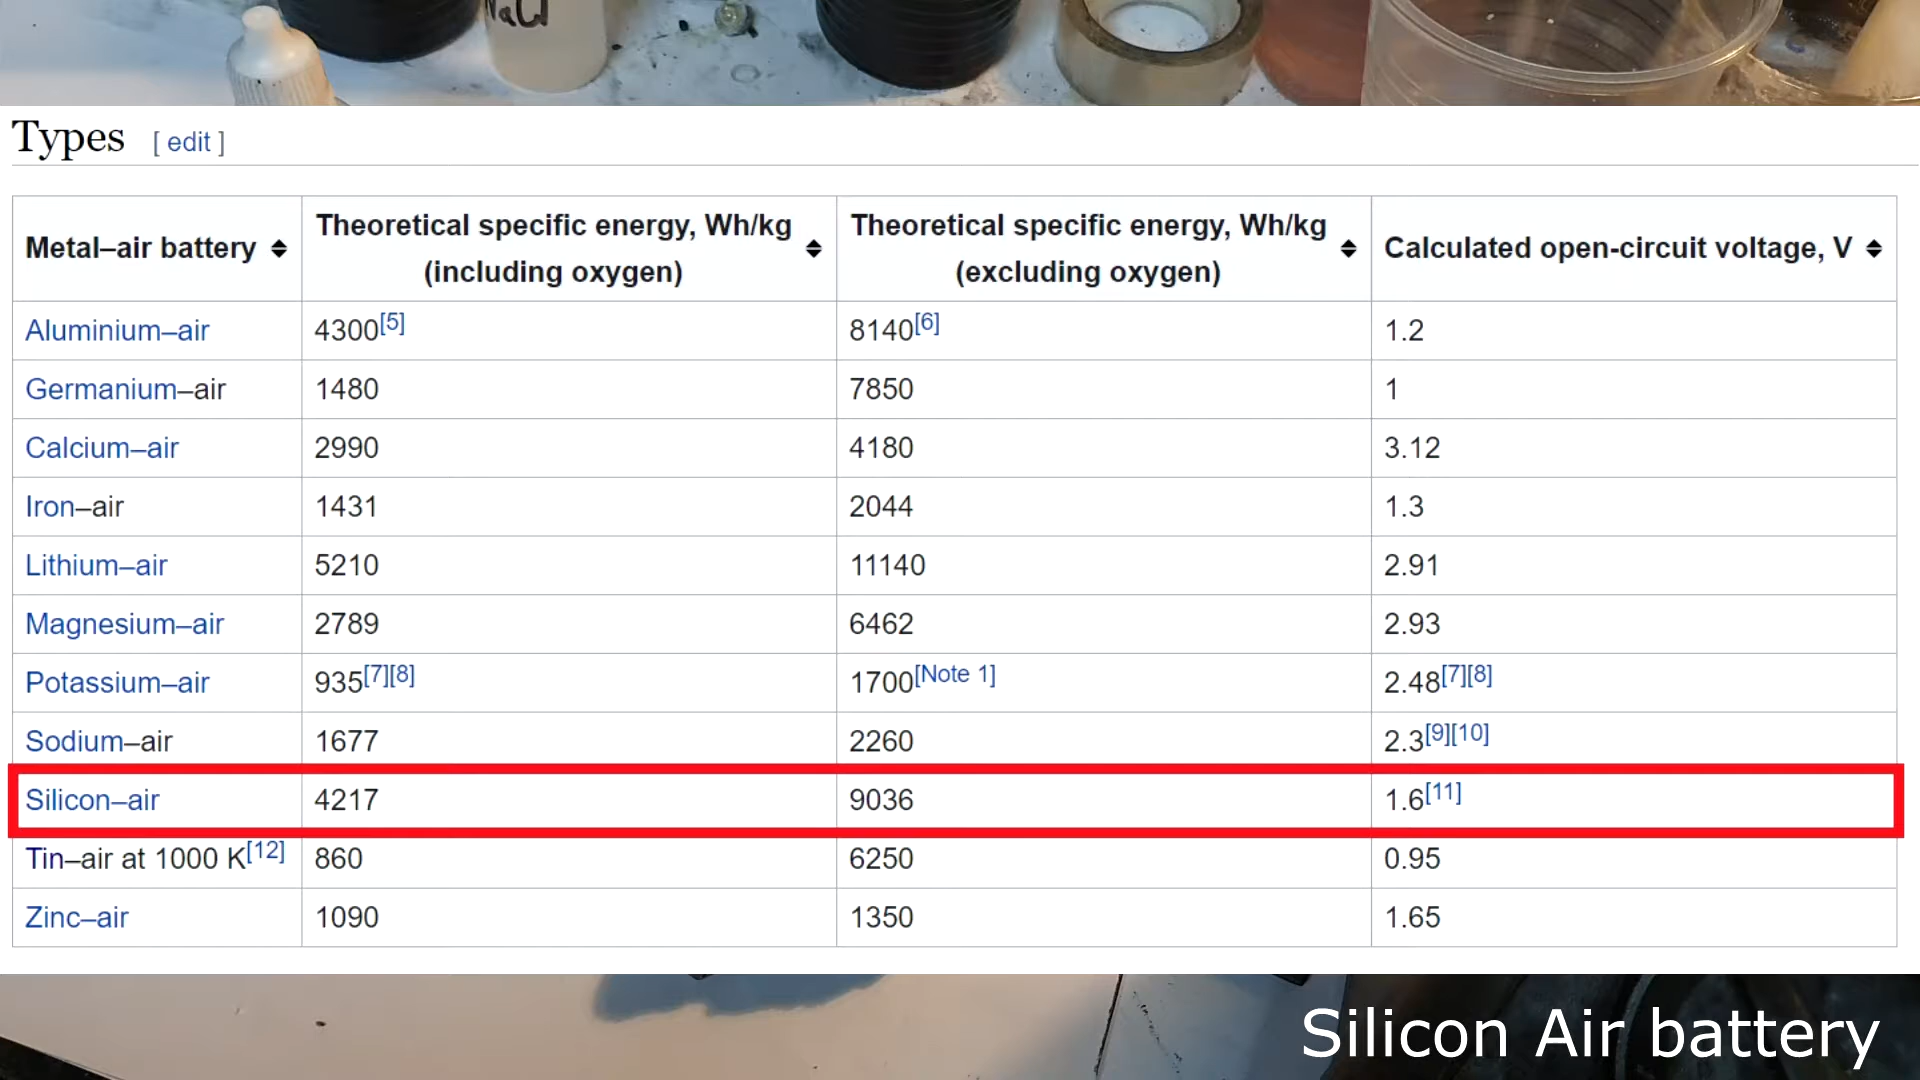 NaCl
Types [ edit ]
Metal–air battery
Theoretical specific energy, Wh/kg
(including oxygen)
Theoretical specific energy, Wh/kg
(excluding oxygen)
Calculated open-circuit voltage, V
Aluminium–air 4300[5] 8140[6] 1.2
Germanium–air 1480 7850 1
Calcium–air 2990 4180 3.12
Iron–air 1431 2044 1.3
Lithium–air 5210 11140 2.91
Magnesium–air 2789 6462 2.93
Potassium–air 935[7][8] 1700[Note 1] 2.48[7][8]
Sodium–air 1677 2260 2.3[9][10]
Silicon–air 4217 9036 1.6[11]
Tin–air at 1000 K[12] 860 6250 0.95
Zinc–air 1090 1350 1.65
Silicon Air battery